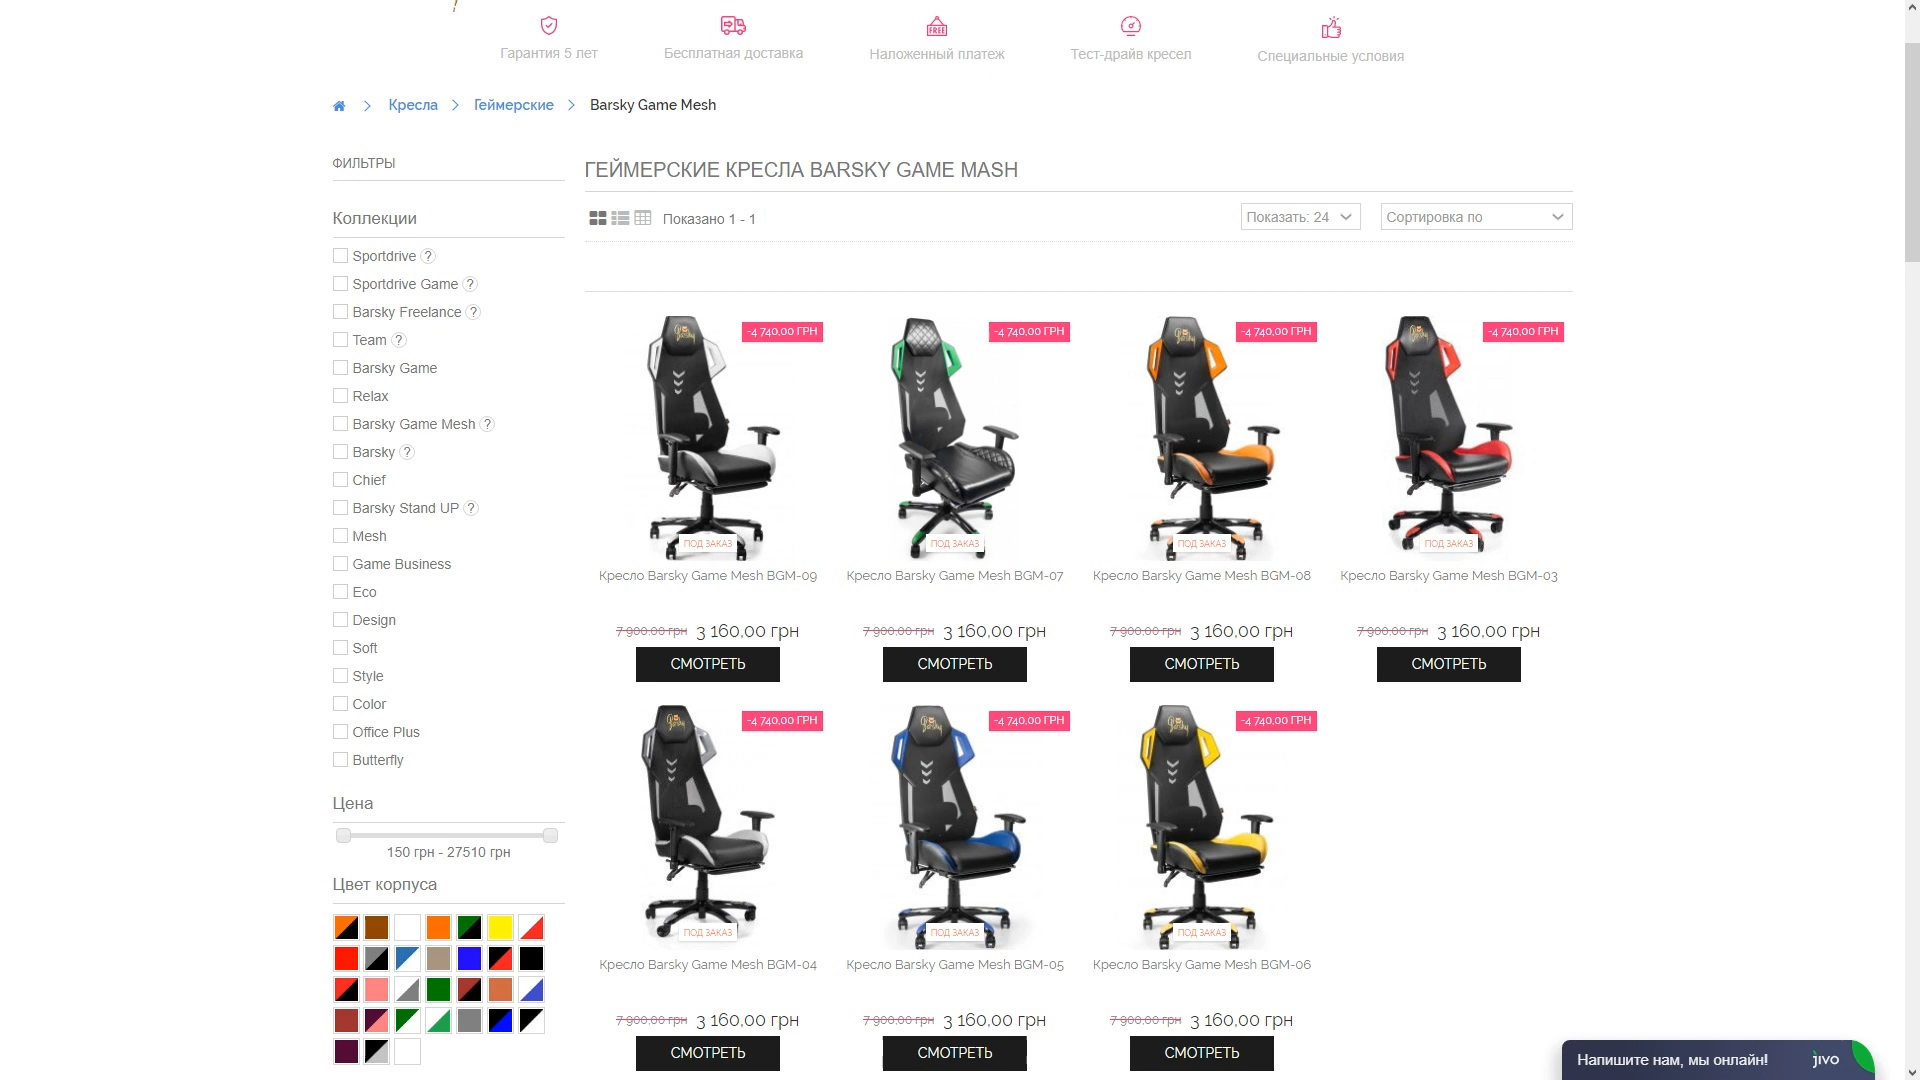 Гарантия 5 лет
Бесплатная доставка
FREE
Наложенный платеж
Тест-драйв кресел
Специальные условия
Кресла
Геймерские
Barsky Game Mesh
ФИЛЬТРЫ
Коллекции
Sportdrive ?
Sportdrive Game ?
Barsky Freelance ?
Team ?
Barsky Game
Relax
Barsky Game Mesh ?
Barsky ?
Chief
Barsky Stand UP ?
Mesh
Game Business
Eco
Design
Soft
Style
Color
Office Plus
Butterfly
Цена
150 грн - 27510 грн
Цвет корпуса
ГЕЙМЕРСКИЕ КРЕСЛА BARSKY GAME MASH
Показано 1 - 1
Показать: 24
Сортировка по
-4 740,00 ГРН
-4 740,00 ГРН
-4 740,00 ГРН
-4 740,00 ГРН
Barsky
Barsky
Barsky
ПОД ЗАКАЗ
ПОД ЗАКАЗ
ПОД ЗАКАЗ
ПОД ЗАКАЗ
Кресло Barsky Game Mesh BGM-09
Кресло Barsky Game Mesh BGM-07
Кресло Barsky Game Mesh BGM-08
Кресло Barsky Game Mesh BGM-03
7 900,00 грн 3 160,00 грн
7 900,00 грн 3 160,00 грн
7 900,00 грн 3 160,00 грн
7 900,00 грн 3 160,00 грн
СМОТРЕТЬ
СМОТРЕТЬ
СМОТРЕТЬ
СМОТРЕТЬ
-4 740,00 ГРН
-4 740,00 ГРН
-4 740,00 ГРН
Barsky
Barsky
Barsky
ПОД ЗАКАЗ
ПОД ЗАКАЗ
ПОД ЗАКАЗ
Кресло Barsky Game Mesh BGM-04
Кресло Barsky Game Mesh BGM-05
Кресло Barsky Game Mesh BGM-06
7 900,00 грн 3 160,00 грн
7 900,00 грн 3 160,00 грн
7 900,00 грн 3 160,00 грн
СМОТРЕТЬ
СМОТРЕТЬ
СМОТРЕТЬ
Напишите нам, мы онлайн!
jivo